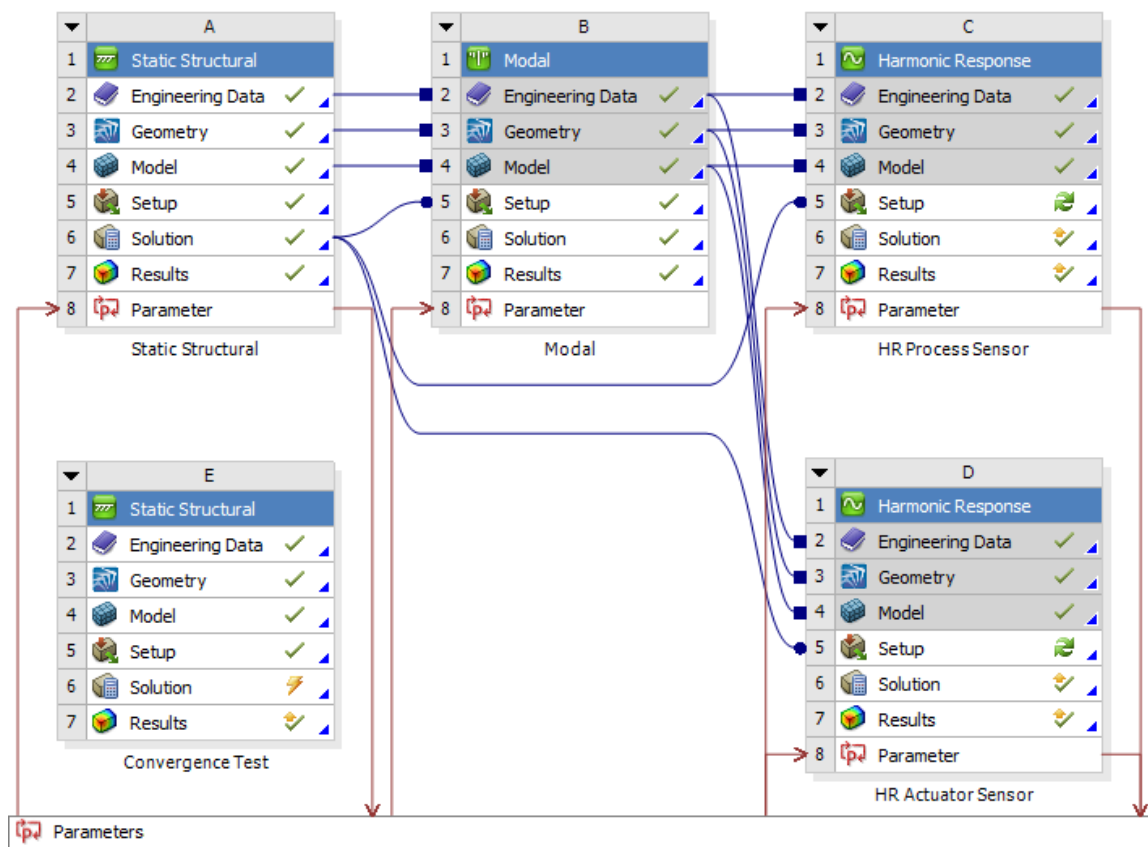 A
1 Static Structural
2 Engineering Data
3 Geometry
4 Model
5 Setup
6 Solution
7 Results
8 Parameter
Static Structural
B
1 Modal
2 Engineering Data
3 Geometry
4 Model
5 Setup
6 Solution
7 Results
8 Parameter
Modal
C
1 Harmonic Response
2 Engineering Data
3 Geometry
4 Model
5 Setup
6 Solution
7 Results
8 Parameter
HR Process Sensor
E
1 Static Structural
2 Engineering Data
3 Geometry
4 Model
5 Setup
6 Solution
7 Results
Convergence Test
D
1 Harmonic Response
2 Engineering Data
3 Geometry
4 Model
5 Setup
6 Solution
7 Results
8 Parameter
HR Actuator Sensor
Parameters